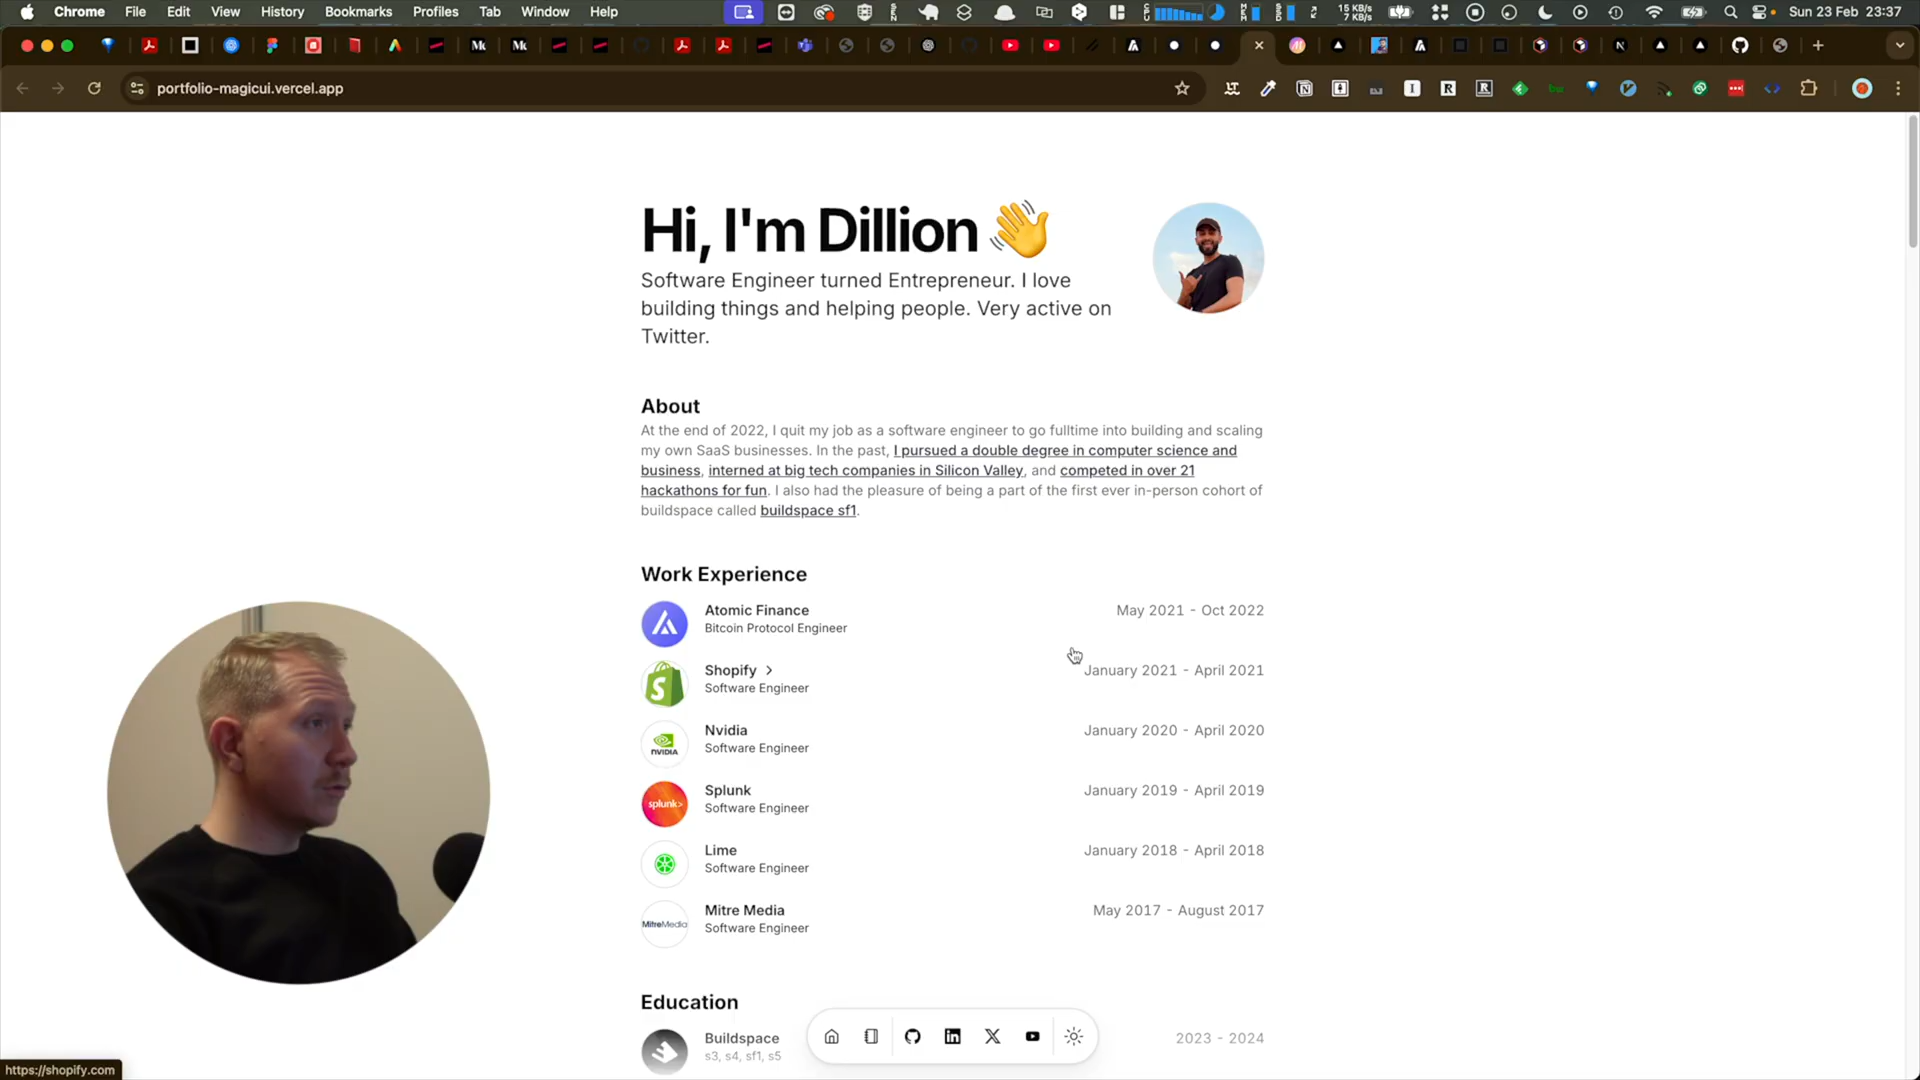 Chrome File Edit View History Bookmarks Profiles Tab Window Help
15 KB/s
7 KB/s
Sun 23 Feb 23:37
portfolio-magicui.vercel.app
Hi, I'm Dillion 👋
Software Engineer turned Entrepreneur. I love
building things and helping people. Very active on
Twitter.
About
At the end of 2022, I quit my job as a software engineer to go fulltime into building and scaling
my own SaaS businesses. In the past, I pursued a double degree in computer science and
business, interned at big tech companies in Silicon Valley, and competed in over 21
hackathons for fun. I also had the pleasure of being a part of the first ever in-person cohort of
buildspace called buildspace sf1.
Work Experience
Atomic Finance May 2021 - Oct 2022
Bitcoin Protocol Engineer
Shopify > January 2021 - April 2021
Software Engineer
NVIDIA
Nvidia January 2020 - April 2020
Software Engineer
splunk>
Splunk January 2019 - April 2019
Software Engineer
Lime January 2018 - April 2018
Software Engineer
MitreMedia
Mitre Media May 2017 - August 2017
Software Engineer
Education
Buildspace 2023 - 2024
s3, s4, sf1, s5
https://shopify.com